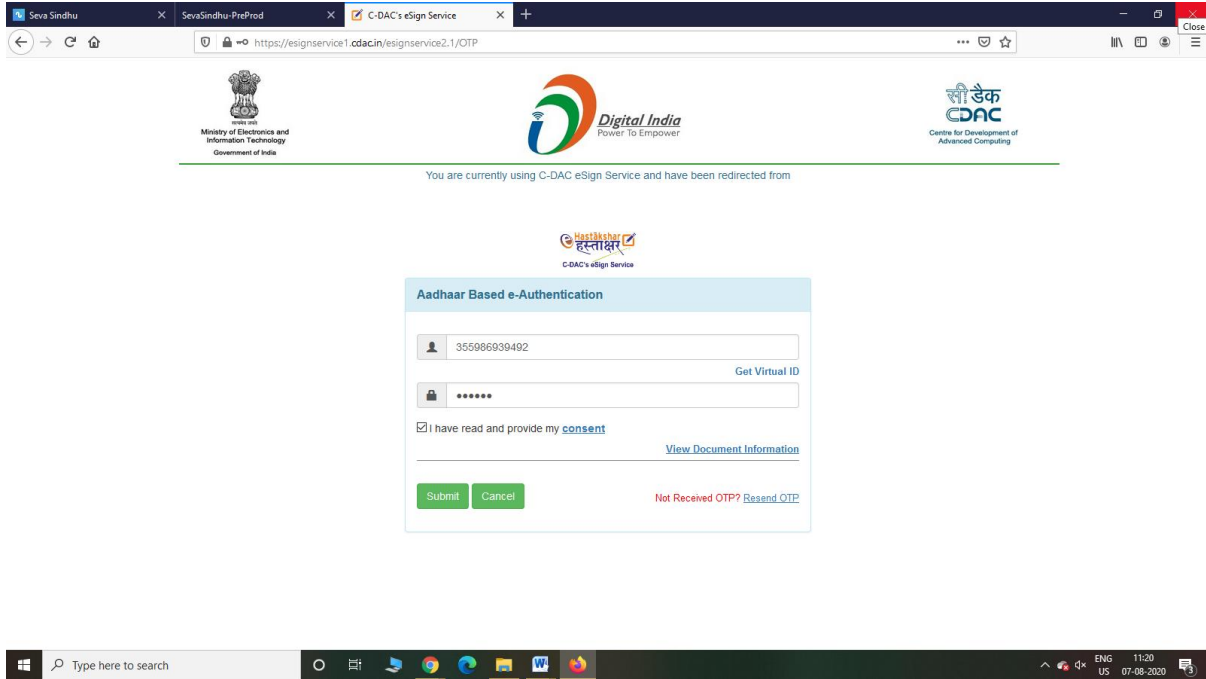 Seva Sindhu
SevaSindhu-PreProd
C-DAC's eSign Service
Close
https://esignservice1.cdac.in/esignservice2.1/OTP
सत्यमेव जयते
Ministry of Electronics and
Information Technology
Government of India
Digital India
Power To Empower
सी डैक
CDAC
Centre for Development of
Advanced Computing
You are currently using C-DAC eSign Service and have been redirected from
e Hastākshar
हस्ताक्षर
C-DAC's eSign Service
Aadhaar Based e-Authentication
355986939492
Get Virtual ID
I have read and provide my consent
View Document Information
Submit Cancel Not Received OTP? Resend OTP
Type here to search
W
ENG 11:20
US 07-08-2020 3